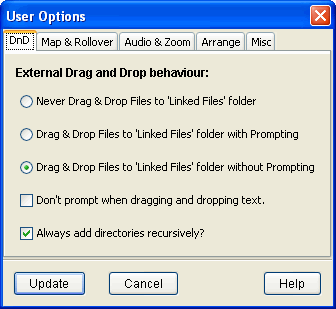 User Options
DnD Map & Rollover Audio & Zoom Arrange Misc
External Drag and Drop behaviour:
Never Drag & Drop Files to 'Linked Files' folder
Drag & Drop Files to 'Linked Files' folder with Prompting
Drag & Drop Files to 'Linked Files' folder without Prompting
Don't prompt when dragging and dropping text.
Always add directories recursively?
Update Cancel Help